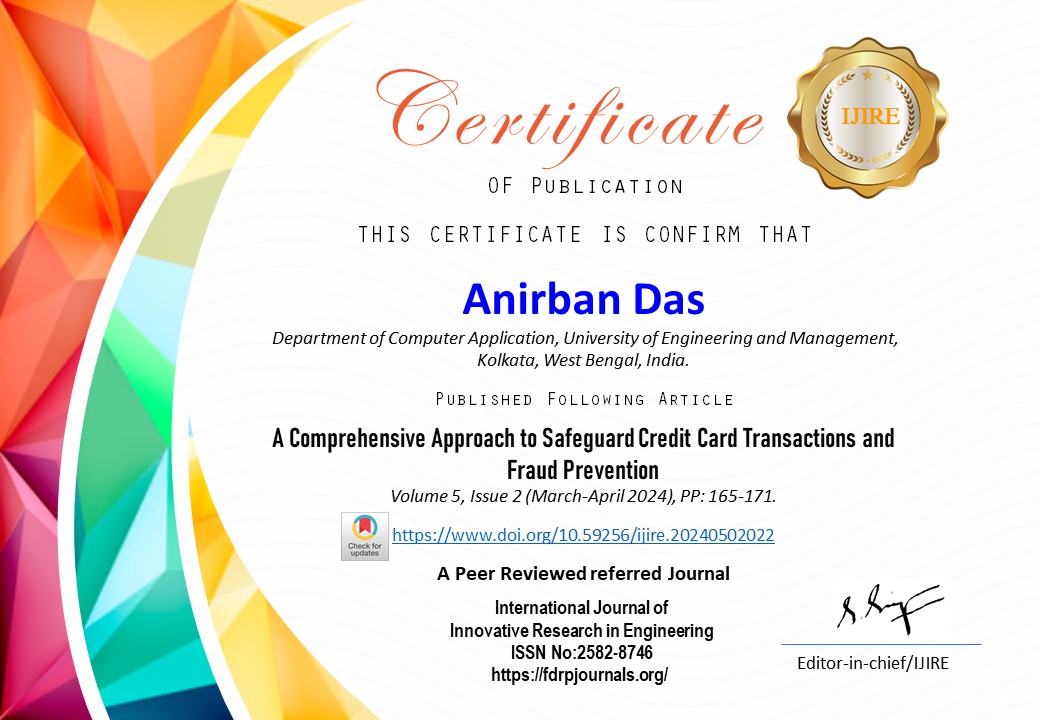 Certificate
IJIRE
OF PUBLICATION
THIS CERTIFICATE IS CONFIRM THAT
Anirban Das
Department of Computer Application, University of Engineering and Management,
Kolkata, West Bengal, India.
PUBLISHED FOLLOWING ARTICLE
A Comprehensive Approach to Safeguard Credit Card Transactions and
Fraud Prevention
Volume 5, Issue 2 (March-April 2024), PP: 165-171.
Check for
updates
https://www.doi.org/10.59256/ijire.20240502022
A Peer Reviewed referred Journal
International Journal of
Innovative Research in Engineering
ISSN No:2582-8746
https://fdrpjournals.org/
Editor-in-chief/IJIRE